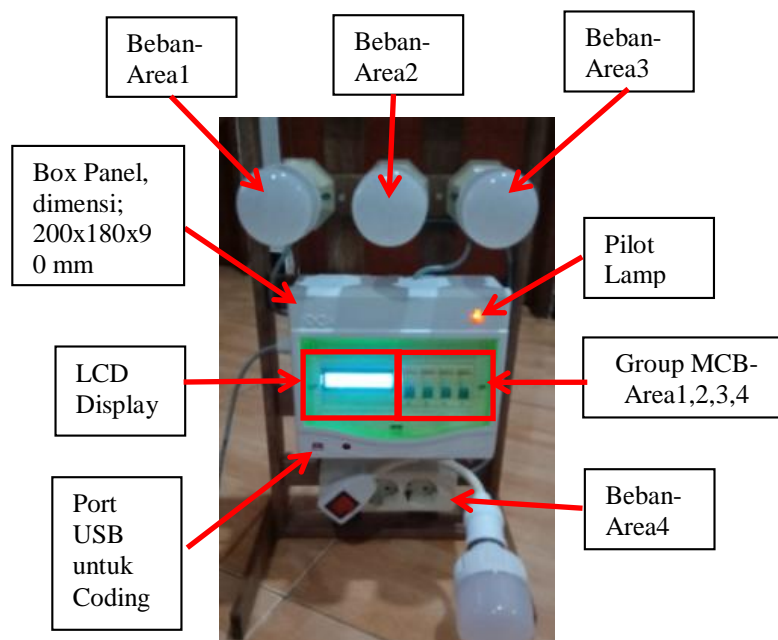 Beban-
Area1
Beban-
Area2
Beban-
Area3
Box Panel,
dimensi;
200x180x9
0 mm
Pilot
Lamp
LCD
Display
Group MCB-
Area1,2,3,4
Port
USB
untuk
Coding
Beban-
Area4